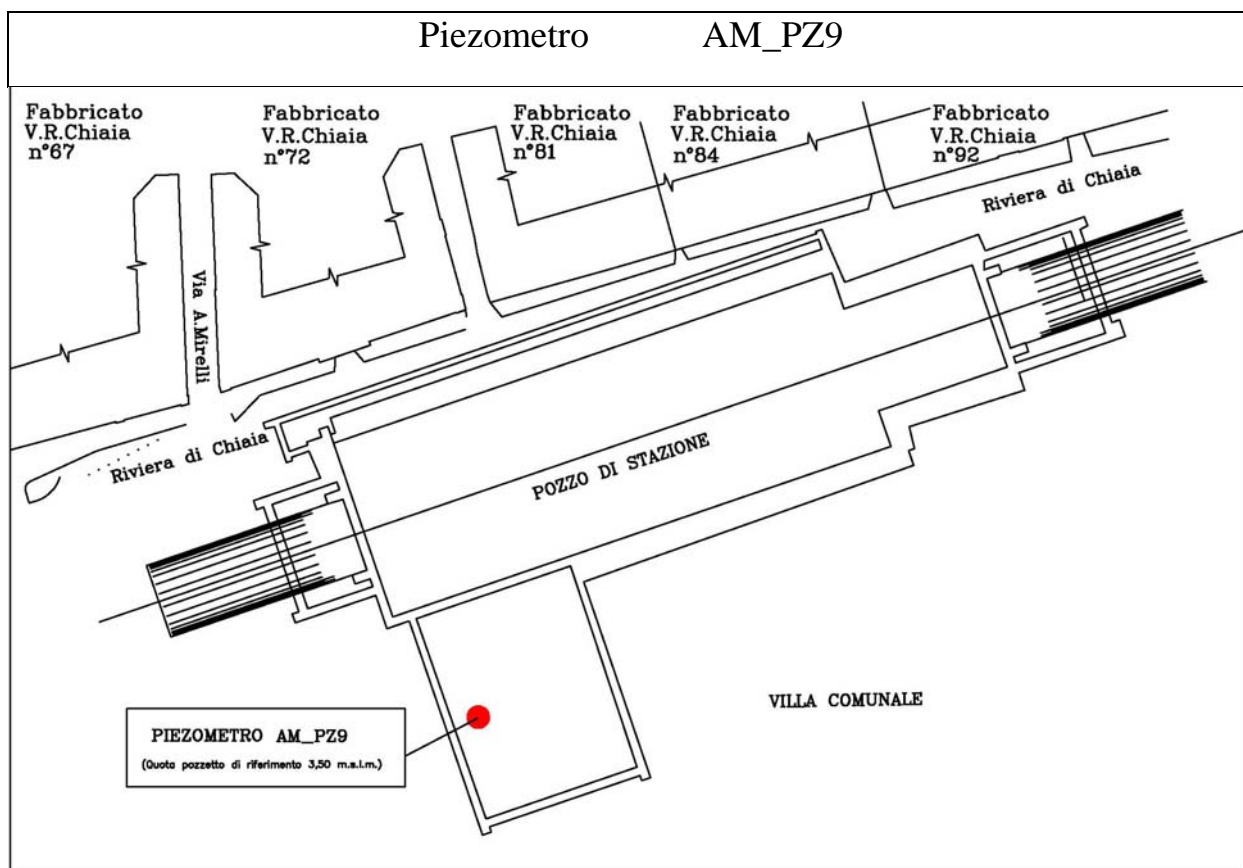 Piezometro AM_PZ9
Fabbricato
V.R.Chiaia
n°67
Fabbricato
V.R.Chiaia
n°72
Fabbricato
V.R.Chiaia
n°81
Fabbricato
V.R.Chiaia
n°84
Fabbricato
V.R.Chiaia
n°92
Riviera di Chiaia
Via A.Mirelli
Riviera di Chiaia
POZZO DI STAZIONE
VILLA COMUNALE
PIEZOMETRO AM_PZ9
(Quota pozzetto di riferimento 3,50 m.s.l.m.)